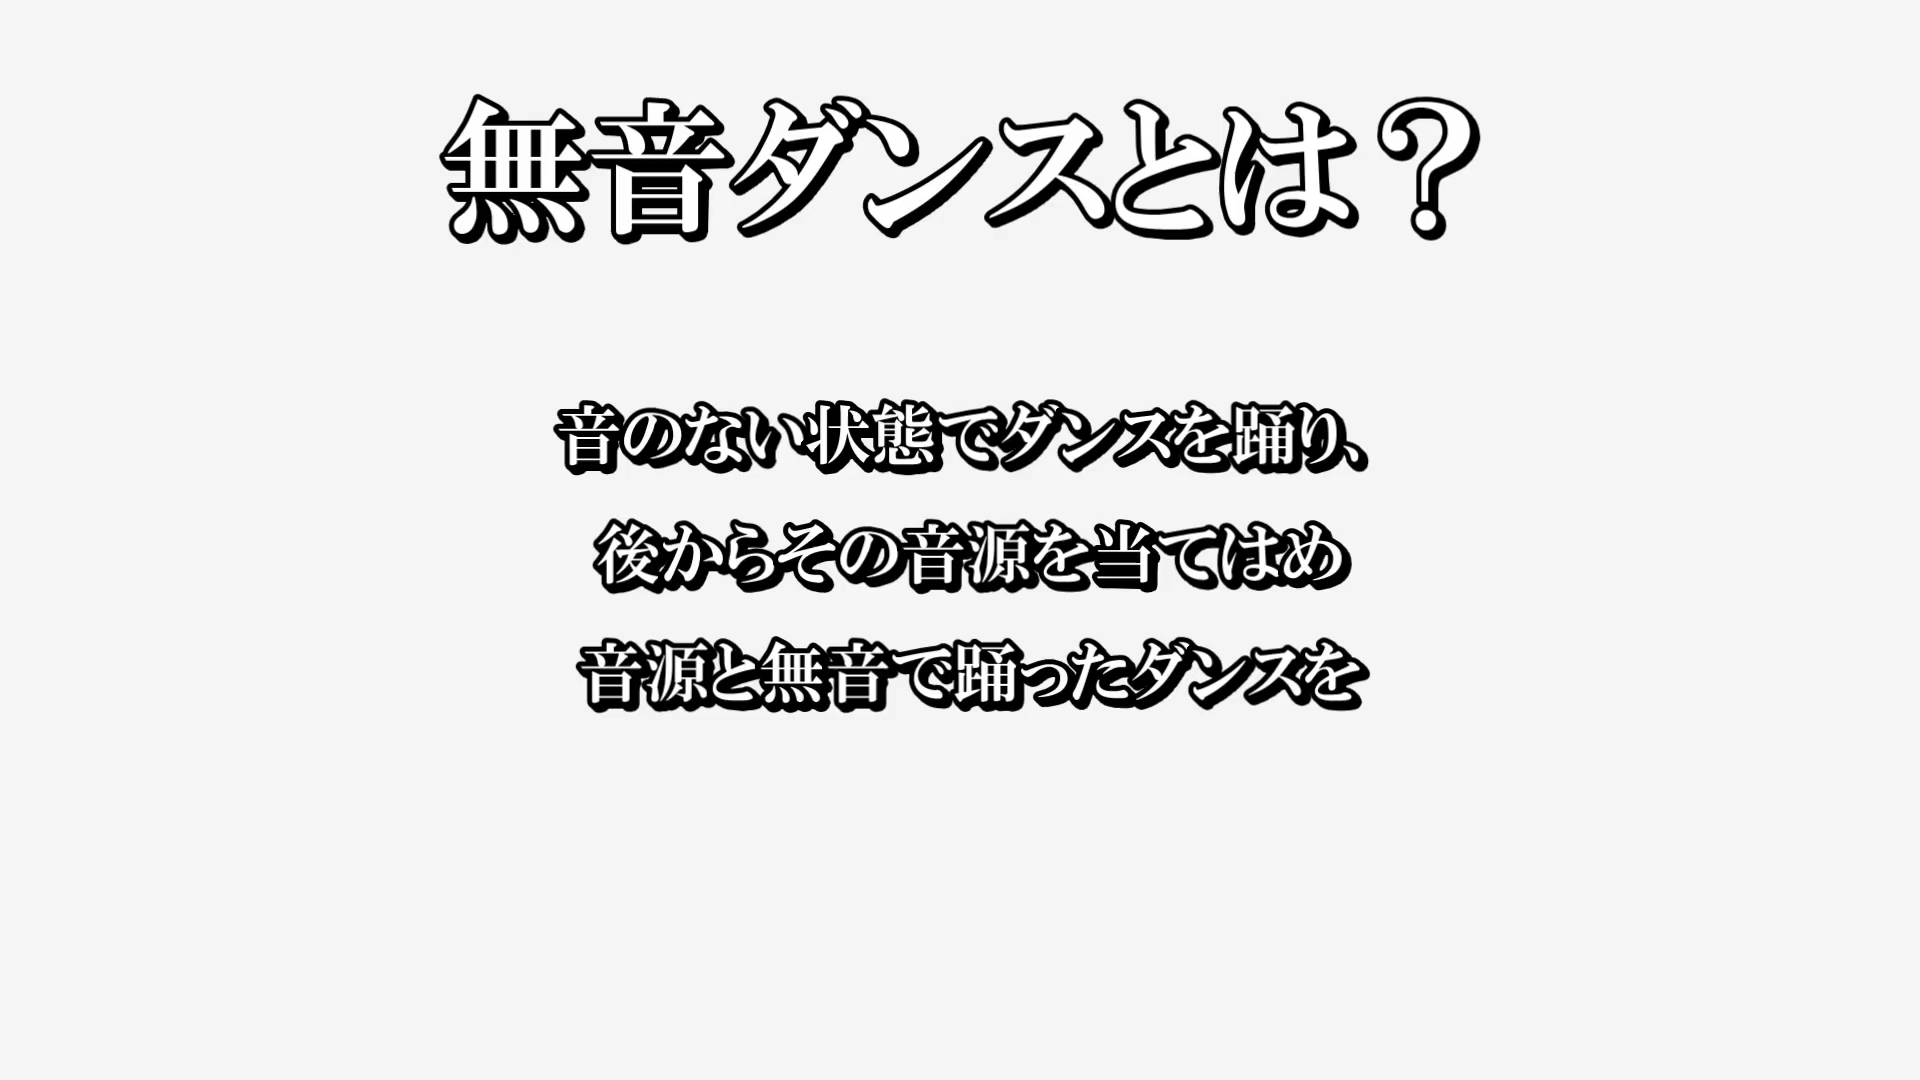 無音ダンスとは？
音のない状態でダンスを踊り、
後からその音源を当てはめ
音源と無音で踊ったダンスを